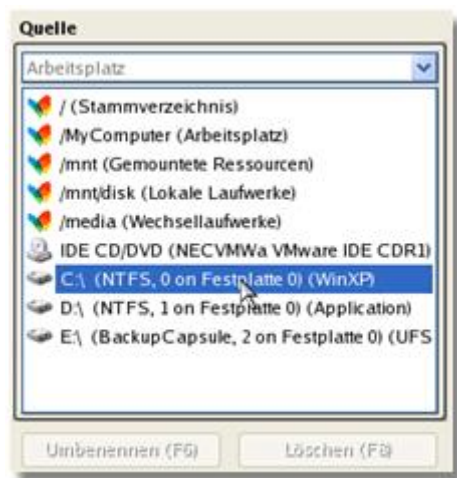 Quelle
Arbeitsplatz
/ (Stammverzeichnis)
/MyComputer (Arbeitsplatz)
/mnt (Gemountete Ressourcen)
/mnt/disk (Lokale Laufwerke)
/media (Wechsellaufwerke)
IDE CD/DVD (NECVMWa VMware IDE CDR1)
C:\ (NTFS, 0 on Festplatte 0) (WinXP)
D:\ (NTFS, 1 on Festplatte 0) (Application)
E:\ (BackupCapsule, 2 on Festplatte 0) (UFS
Umbenennen (F6) Löschen (F8)